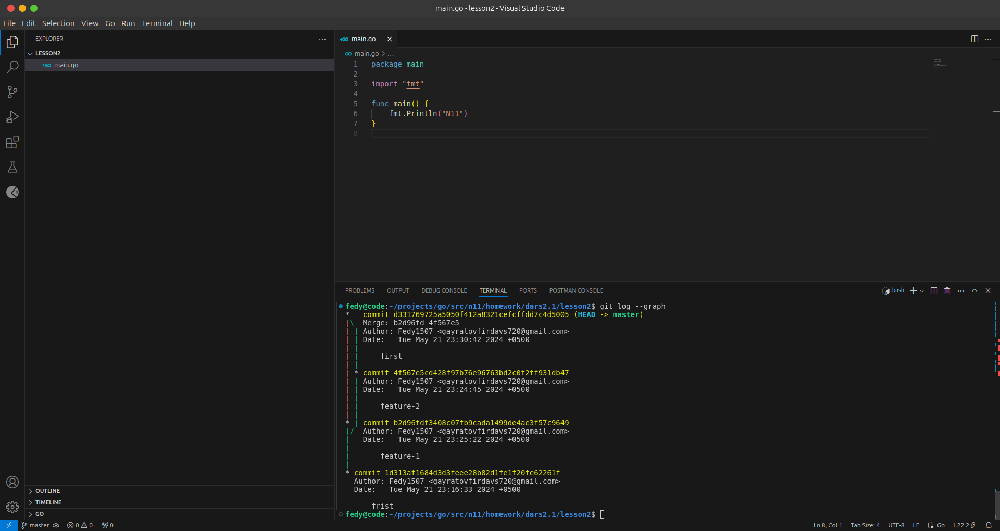 main.go - lesson2 - Visual Studio Code
File Edit Selection View Go Run Terminal Help
EXPLORER
LESSON2
GO main.go
OUTLINE
TIMELINE
GO
GO main.go
GO main.go > ...
1 package main
2
3 import "fmt"
4
5 func main() {
6 fmt.Println("N11")
7 }
8
PROBLEMS OUTPUT DEBUG CONSOLE TERMINAL PORTS POSTMAN CONSOLE
bash
fedy@code:~/projects/go/src/n11/homework/dars2.1/lesson2$ git log --graph
*   commit d331769725a5050f412a8321cefcffdd7c4d5005 (HEAD -> master)
|\  Merge: b2d96fd 4f567e5
| | Author: Fedy1507 <gayratovfirdavs720@gmail.com>
| | Date:   Tue May 21 23:30:42 2024 +0500
| |
| |     first
| |
| * commit 4f567e5cd428f97b76e96763bd2c0f2ff931db47
| | Author: Fedy1507 <gayratovfirdavs720@gmail.com>
| | Date:   Tue May 21 23:24:45 2024 +0500
| |
| |     feature-2
| |
* | commit b2d96fdf3408c07fb9cada1499de4ae3f57c9649
|/  Author: Fedy1507 <gayratovfirdavs720@gmail.com>
|   Date:   Tue May 21 23:25:22 2024 +0500
|
|       feature-1
|
* commit 1d313af1684d3d3feee28b82d1fe1f20fe62261f
  Author: Fedy1507 <gayratovfirdavs720@gmail.com>
  Date:   Tue May 21 23:16:33 2024 +0500

      frist
fedy@code:~/projects/go/src/n11/homework/dars2.1/lesson2$
master 0 0 0 Ln 8, Col 1 Tab Size: 4 UTF-8 LF {} Go 1.22.2